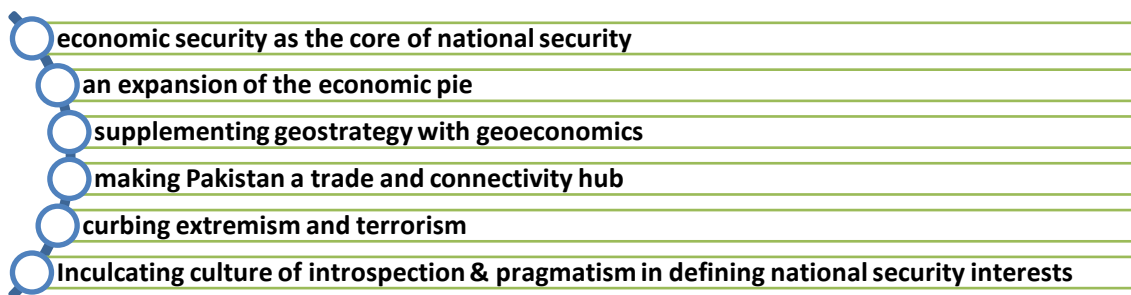 economic security as the core of national security
an expansion of the economic pie
supplementing geostrategy with geoeconomics
making Pakistan a trade and connectivity hub
curbing extremism and terrorism
Inculcating culture of introspection & pragmatism in defining national security interests